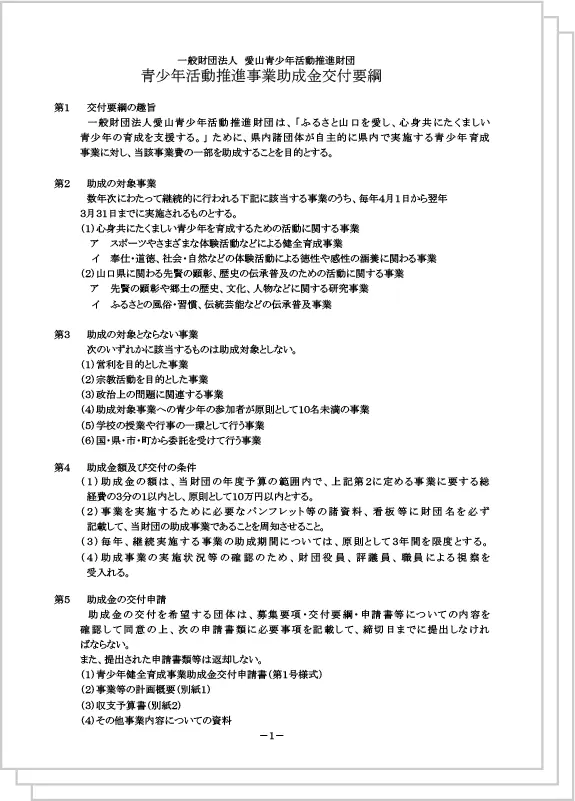 一般財団法人 愛山青少年活動推進財団
青少年活動推進事業助成金交付要綱
第1 交付要綱の趣旨
一般財団法人愛山青少年活動推進財団は、「ふるさと山口を愛し、心身共にたくましい
青少年の育成を支援する。」ために、県内諸団体が自主的に県内で実施する青少年育成
事業に対し、当該事業費の一部を助成することを目的とする。
第2 助成の対象事業
数年次にわたって継続的に行われる下記に該当する事業のうち、毎年4月1日から翌年
3月31日までに実施されるものとする。
(1)心身共にたくましい青少年を育成するための活動に関する事業
ア スポーツやさまざまな体験活動などによる健全育成事業
イ 奉仕・道徳、社会・自然などの体験活動による徳性や感性の涵養に関わる事業
(2)山口県に関わる先賢の顕彰、歴史の伝承普及のための活動に関する事業
ア 先賢の顕彰や郷土の歴史、文化、人物などに関する研究事業
イ ふるさとの風俗・習慣、伝統芸能などの伝承普及事業
第3 助成の対象とならない事業
次のいずれかに該当するものは助成対象としない。
(1)営利を目的とした事業
(2)宗教活動を目的とした事業
(3)政治上の問題に関連する事業
(4)助成対象事業への青少年の参加者が原則として10名未満の事業
(5)学校の授業や行事の一環として行う事業
(6)国・県・市・町から委託を受けて行う事業
第4 助成金額及び交付の条件
(1)助成金の額は、当財団の年度予算の範囲内で、上記第2に定める事業に要する総
経費の3分の1以内とし、原則として10万円以内とする。
(2)事業を実施するために必要なパンフレット等の諸資料、看板等に財団名を必ず
記載して、当財団の助成事業であることを周知させること。
(3)毎年、継続実施する事業の助成期間については、原則として3年間を限度とする。
(4)助成事業の実施状況等の確認のため、財団役員、評議員、職員による視察を
受入れる。
第5 助成金の交付申請
助成金の交付を希望する団体は、募集要項・交付要綱・申請書等についての内容を
確認して同意の上、次の申請書類に必要事項を記載して、締切日までに提出しなけれ
ばならない。
また、提出された申請書類等は返却しない。
(1)青少年健全育成事業助成金交付申請書(第1号様式)
(2)事業等の計画概要(別紙1)
(3)収支予算書(別紙2)
(4)その他事業内容についての資料
－1－